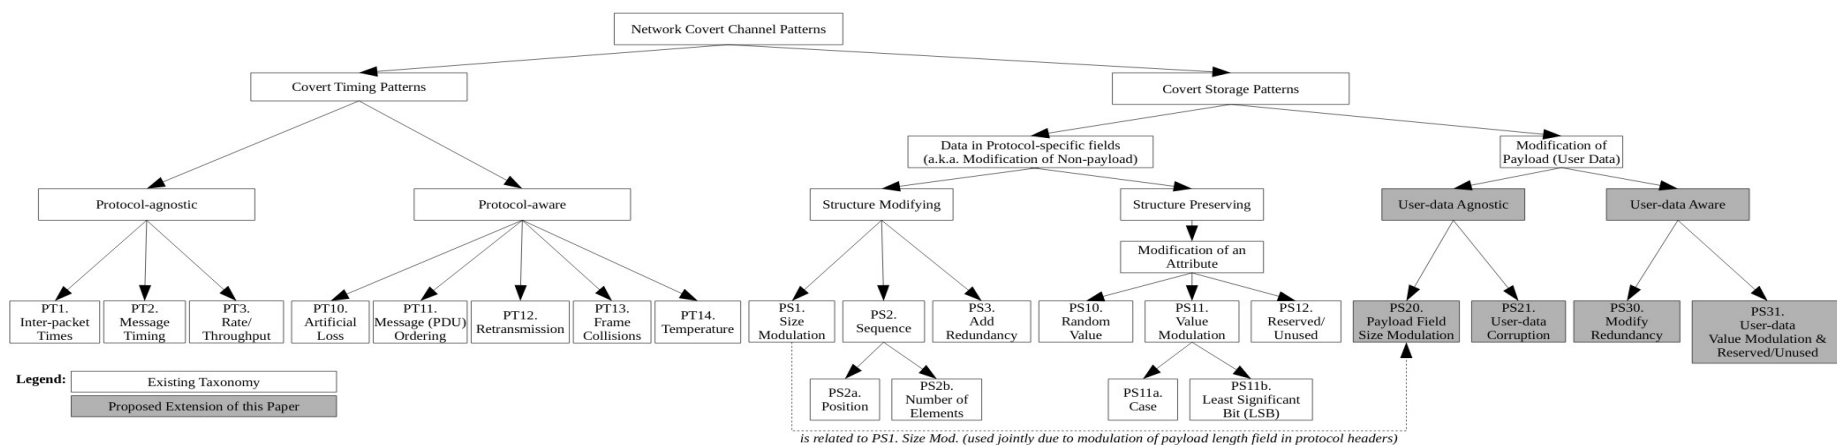 Network Covert Channel Patterns
Covert Timing Patterns
Covert Storage Patterns
Data in Protocol-specific fields
(a.k.a. Modification of Non-payload)
Modification of
Payload (User Data)
Protocol-agnostic
Protocol-aware
Structure Modifying
Structure Preserving
User-data Agnostic
User-data Aware
Modification of an
Attribute
PT1.
Inter-packet
Times
PT2.
Message
Timing
PT3.
Rate/
Throughput
PT10.
Artificial
Loss
PT11.
Message (PDU)
Ordering
PT12.
Retransmission
PT13.
Frame
Collisions
PT14.
Temperature
PS1.
Size
Modulation
PS2.
Sequence
PS3.
Add
Redundancy
PS10.
Random
Value
PS11.
Value
Modulation
PS12.
Reserved/
Unused
PS20.
Payload Field
Size Modulation
PS21.
User-data
Corruption
PS30.
Modify
Redundancy
PS31.
User-data
Value Modulation &
Reserved/Unused
PS2a.
Position
PS2b.
Number of
Elements
PS11a.
Case
PS11b.
Least Significant
Bit (LSB)
Legend:
Existing Taxonomy
Proposed Extension of this Paper
is related to PS1. Size Mod. (used jointly due to modulation of payload length field in protocol headers)